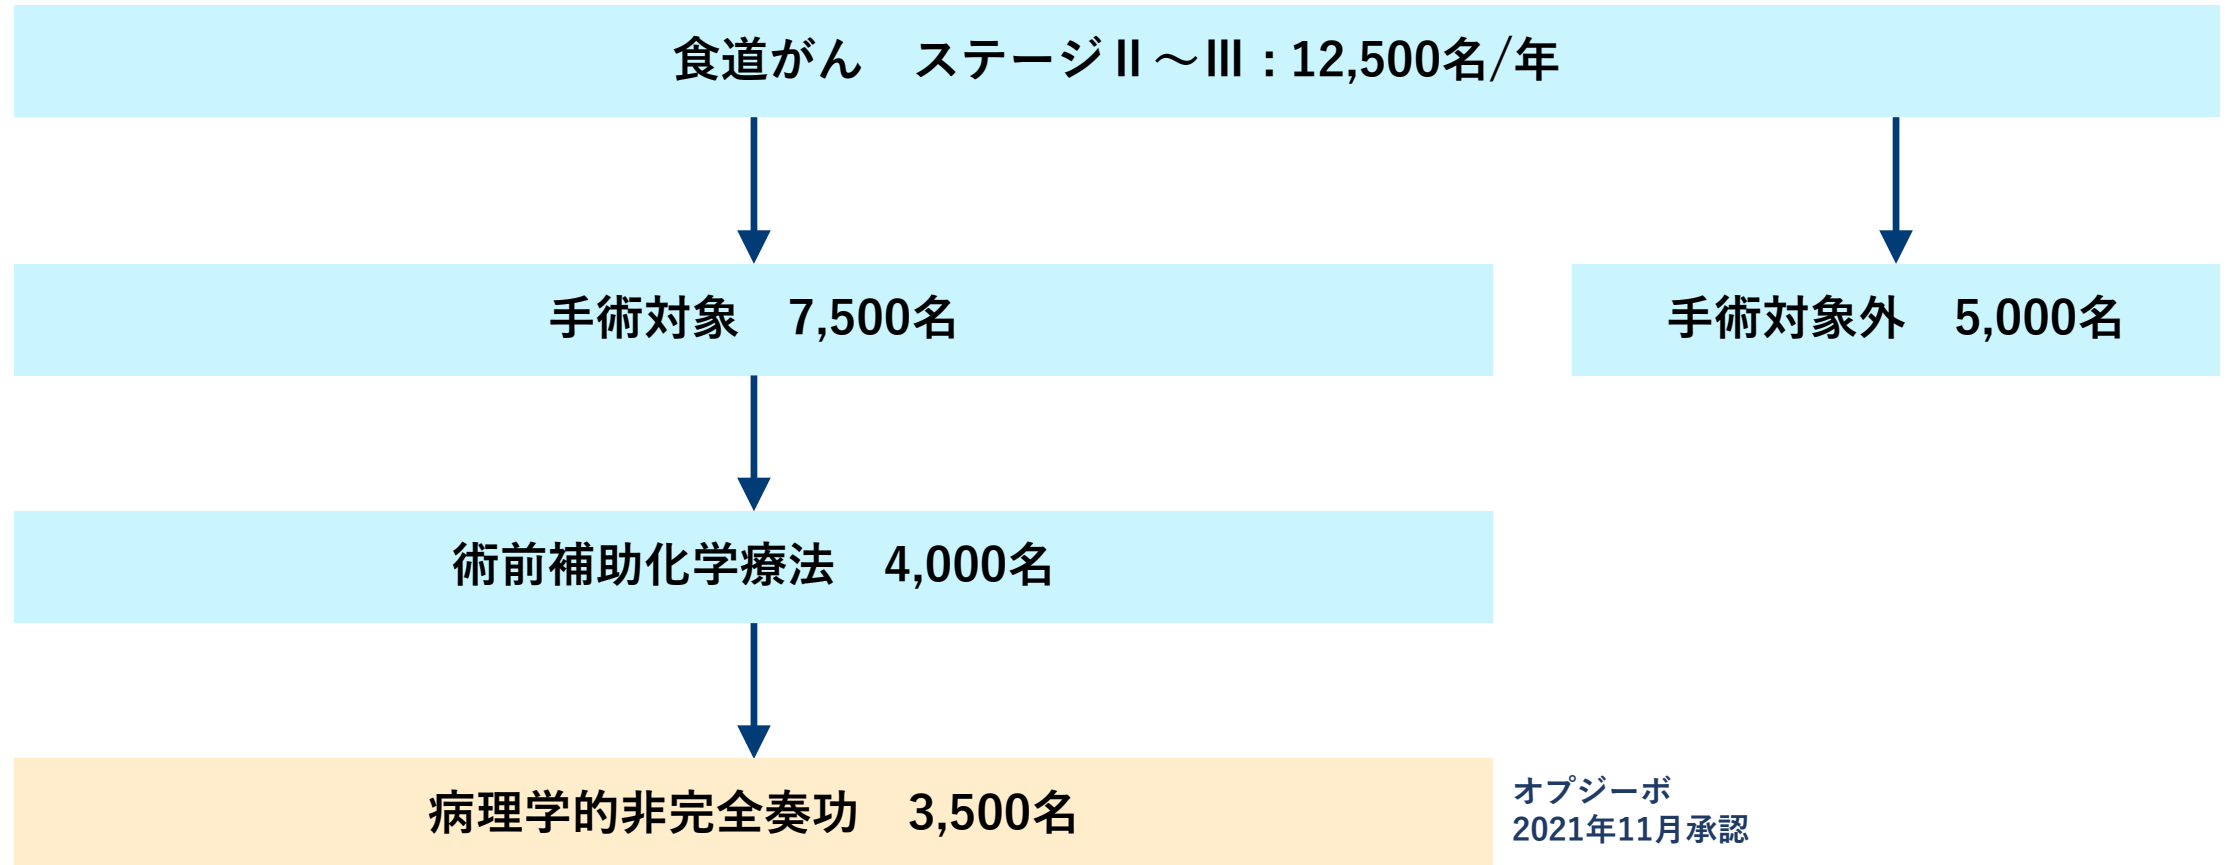 食道がん　ステージⅡ～Ⅲ：12,500名/年
手術対象　7,500名
手術対象外　5,000名
術前補助化学療法　4,000名
病理学的非完全奏功　3,500名
オプジーボ
2021年11月承認